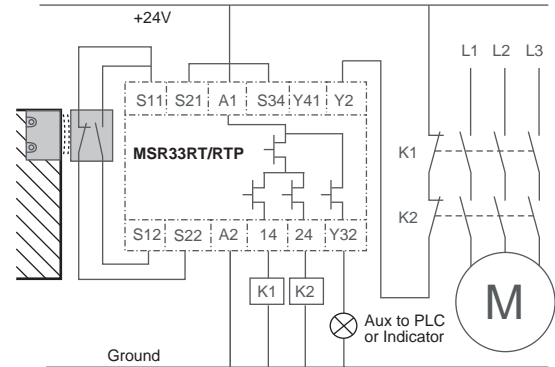 +24V
L1 L2 L3
S11 S21 A1 S34 Y41 Y2
MSR33RT/RTP
K1
K2
S12 S22 A2 14 24 Y32
K1 K2
M
Aux to PLC
or Indicator
Ground